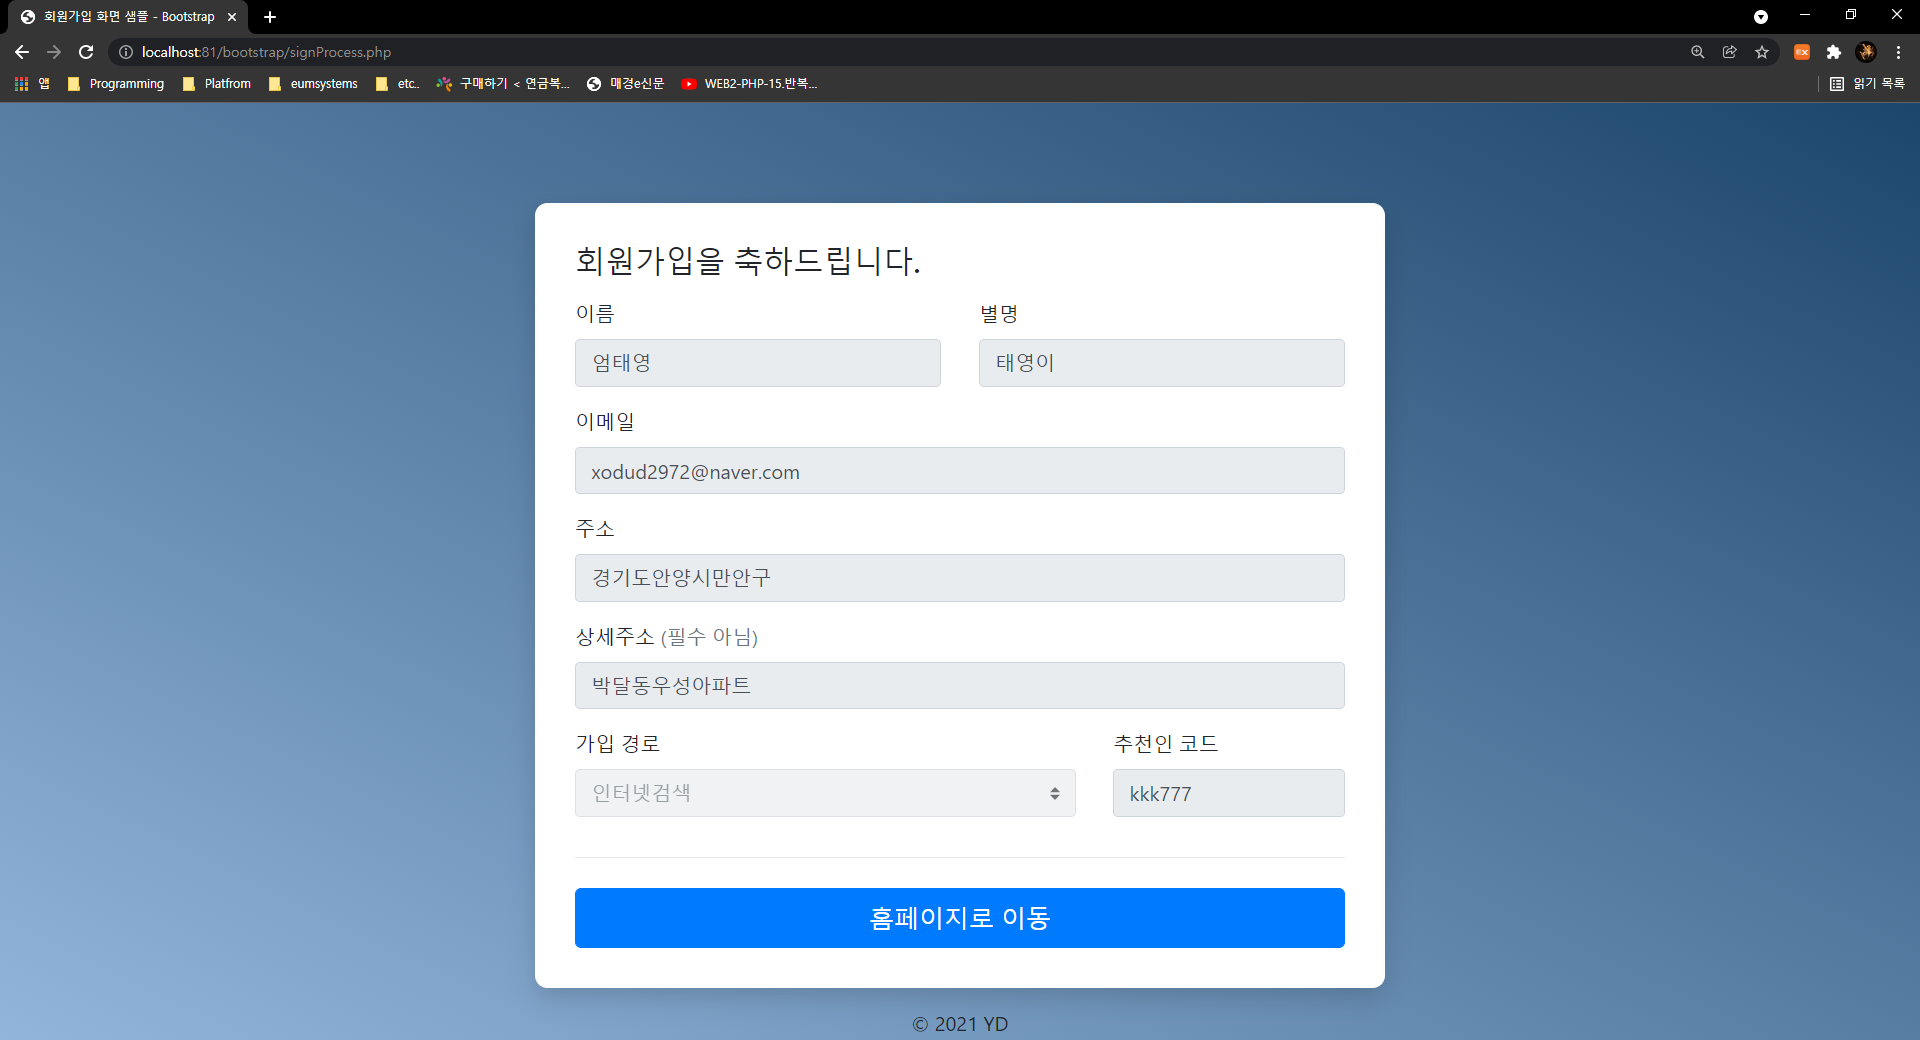 회원가입 화면 샘플 - Bootstrap
localhost:81/bootstrap/signProcess.php
앱 Programming Platfrom eumsystems etc.. 구매하기 < 연금복... 매경e신문 WEB2-PHP-15.반복... 읽기 목록
회원가입을 축하드립니다.
이름 별명
엄태영 태영이
이메일
xodud2972@naver.com
주소
경기도안양시만안구
상세주소 (필수 아님)
박달동우성아파트
가입 경로 추천인 코드
인터넷검색 kkk777
홈페이지로 이동
© 2021 YD